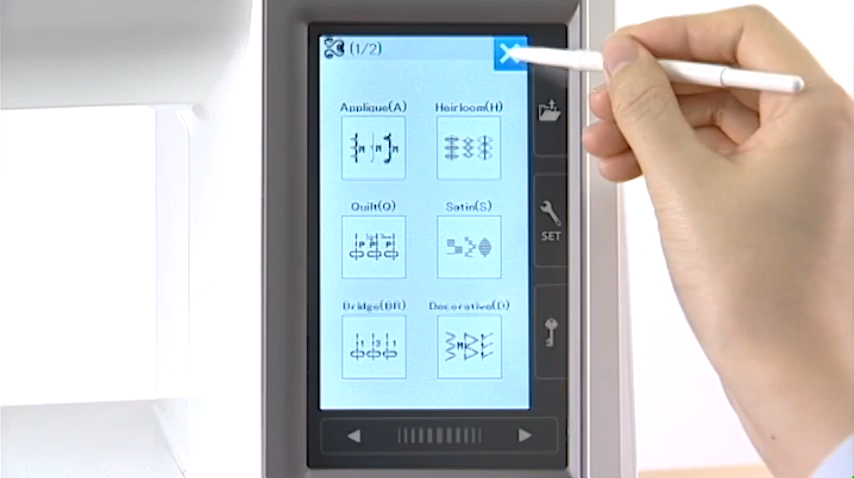 (1/2)
Applique(A) Heirloom(H)
Quilt(Q) Satin(S)
SET
Bridge(BR) Decorative(D)